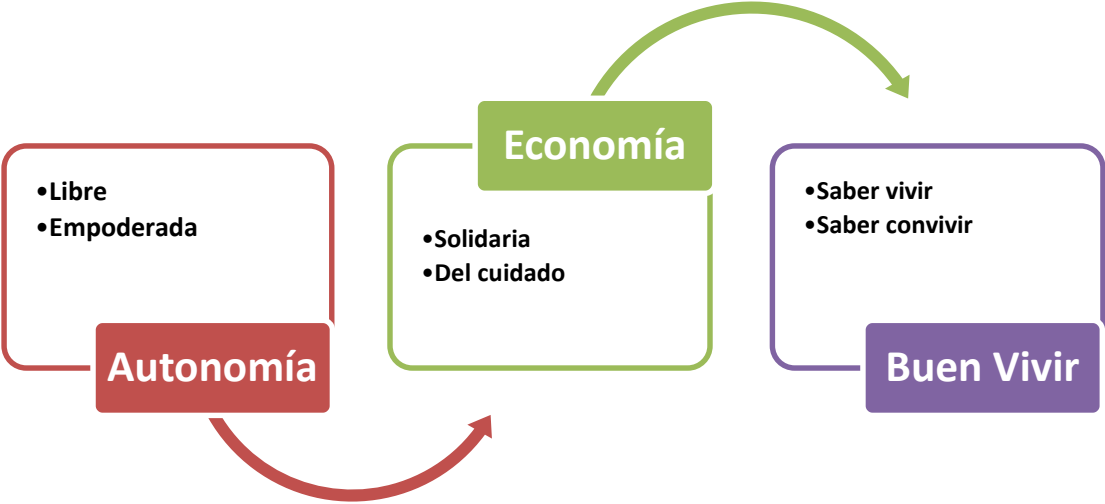 •Libre
•Empoderada
Autonomía
Economía
•Solidaria
•Del cuidado
•Saber vivir
•Saber convivir
Buen Vivir